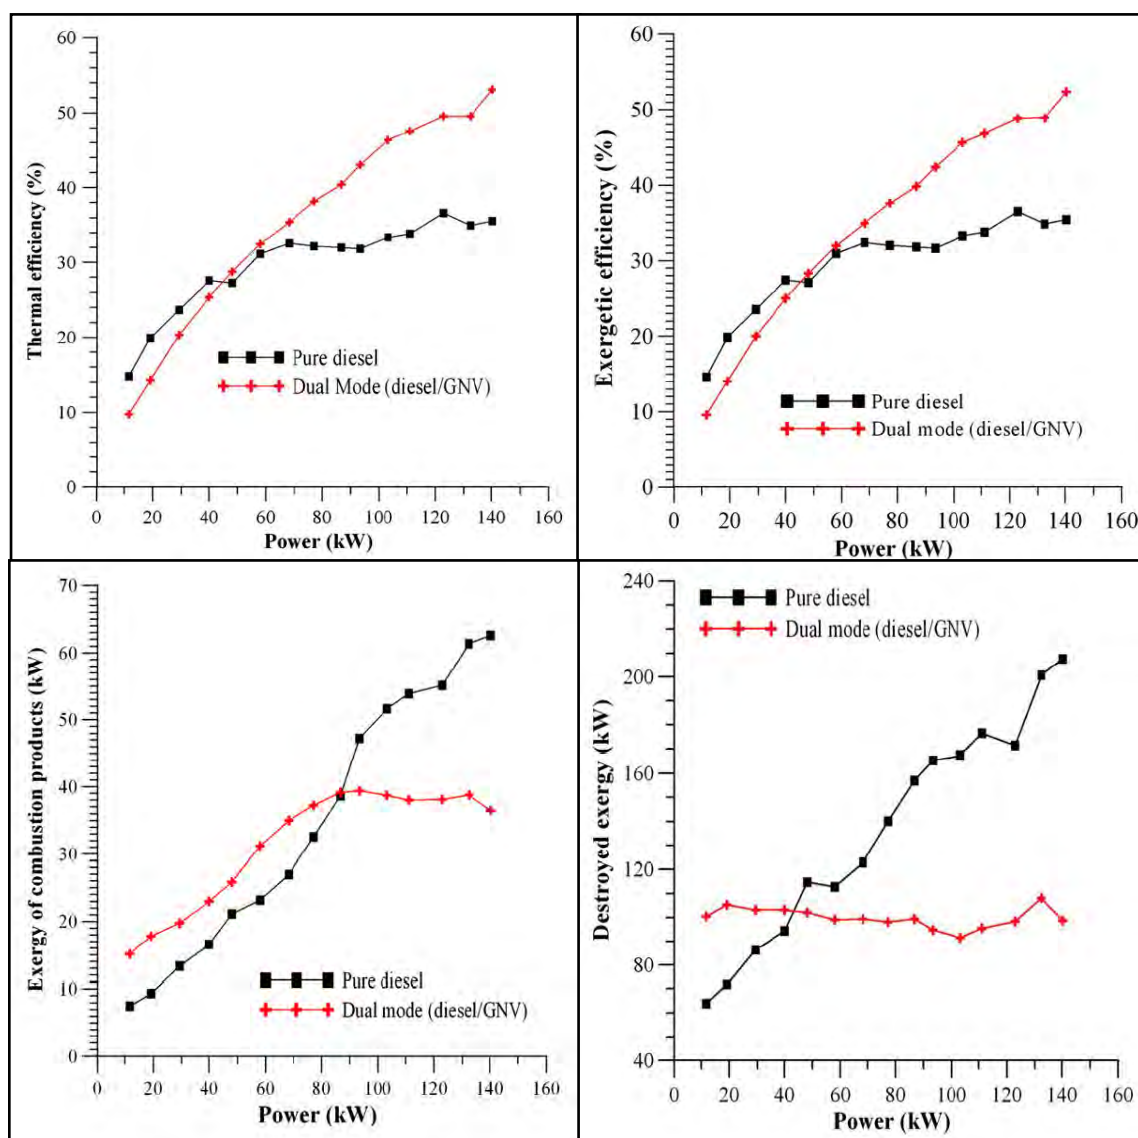 60
50
40
30
20
10
0
Thermal efficiency (%)
Pure diesel
Dual Mode (diesel/GNV)
0 20 40 60 80 100 120 140 160
Power (kW)
60
50
40
30
20
10
0
Exergetic efficiency (%)
Pure diesel
Dual mode (diesel/GNV)
0 20 40 60 80 100 120 140 160
Power (kW)
70
60
50
40
30
20
10
0
Exergy of combustion products (kW)
Pure diesel
Dual mode (diesel/GNV)
0 20 40 60 80 100 120 140 160
Power (kW)
240
200
160
120
80
40
Destroyed exergy (kW)
Pure diesel
Dual mode (diesel/GNV)
0 20 40 60 80 100 120 140 160
Power (kW)